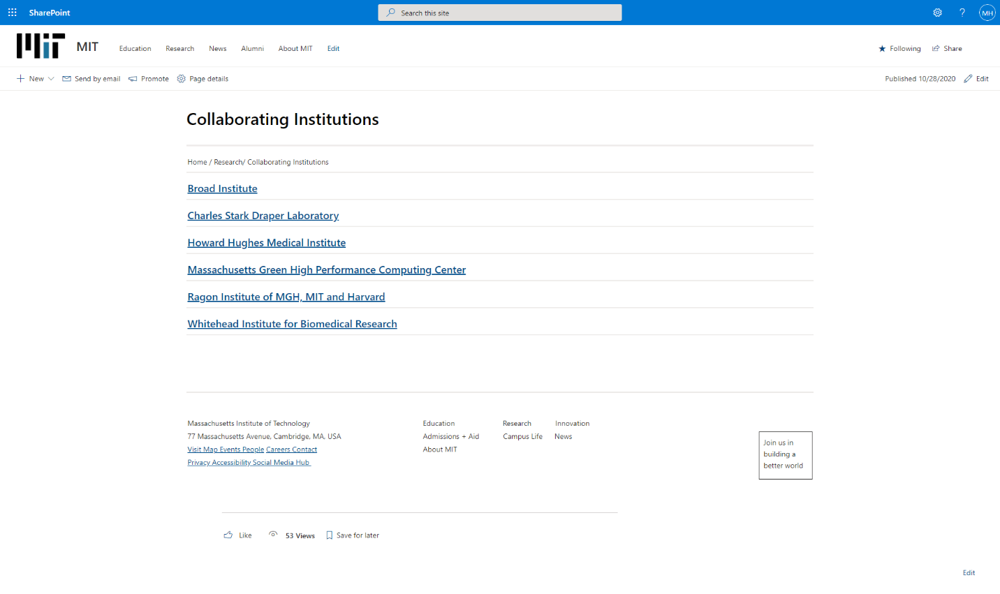 SharePoint
Search this site
?
MH
MIT
MIT
Education Research News Alumni About MIT Edit
Following Share
New Send by email Promote Page details
Published 10/28/2020 Edit
Collaborating Institutions
Home / Research/ Collaborating Institutions
Broad Institute
Charles Stark Draper Laboratory
Howard Hughes Medical Institute
Massachusetts Green High Performance Computing Center
Ragon Institute of MGH, MIT and Harvard
Whitehead Institute for Biomedical Research
Massachusetts Institute of Technology
77 Massachusetts Avenue, Cambridge, MA, USA
Visit Map Events People Careers Contact
Privacy Accessibility Social Media Hub
Education Research Innovation
Admissions + Aid Campus Life News
About MIT
Join us in
building a
better world
Like 53 Views Save for later
Edit